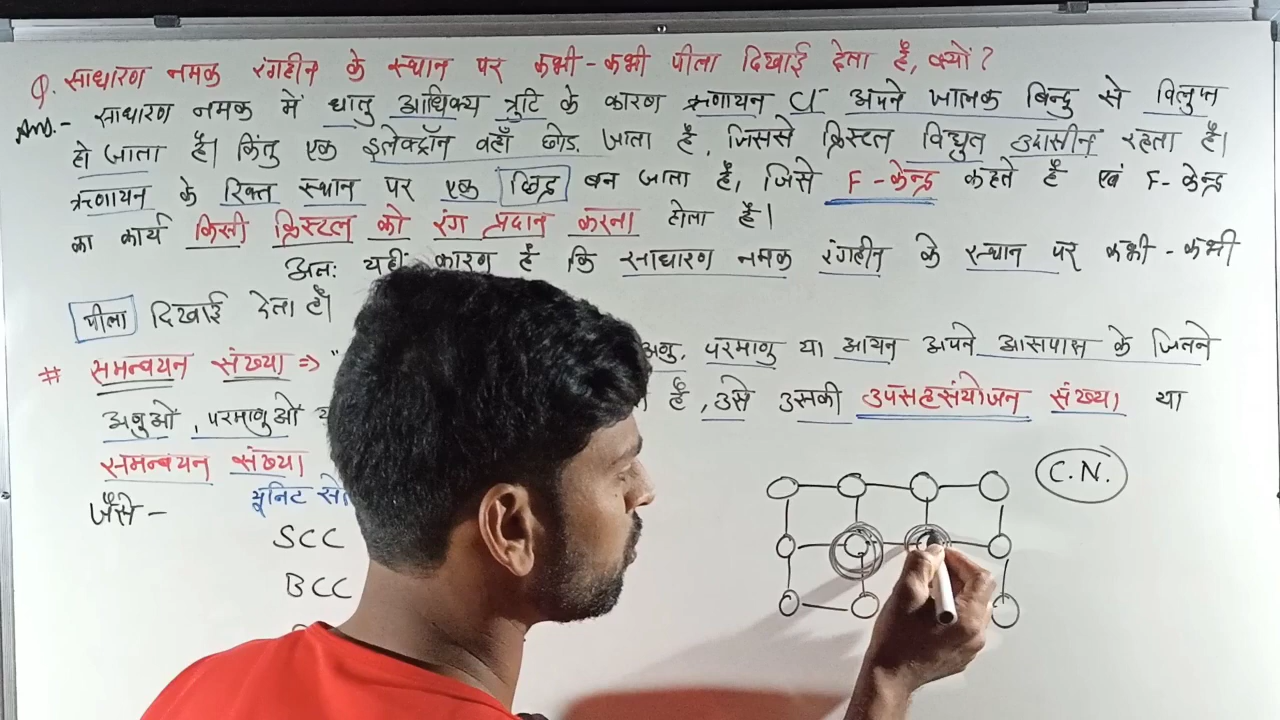 Q. साधारण नमक रंगहीन के स्थान पर कभी-कभी पीला दिखाई देता है, क्यों?
Ans.- साधारण नमक में धातु आधिक्य त्रुटि के कारण ऋणायन Cl⁻ अपने जालक बिन्दु से विलुप्त
हो जाता है। किंतु एक इलेक्ट्रॉन वहाँ छोड़ जाता है, जिससे क्रिस्टल विद्युत उदासीन रहता है।
ऋणायन के रिक्त स्थान पर एक छिद्र बन जाता है, जिसे F-केन्द्र कहते है एवं F-केन्द्र
का कार्य किसी क्रिस्टल को रंग प्रदान करना होता है।
अतः यही कारण है कि साधारण नमक रंगहीन के स्थान पर कभी-कभी
पीला दिखाई देता है।
# समन्वयन संख्या ⇒ " अणु, परमाणु या आयन अपने आसपास के जितने
अणुओं, परमाणुओं है, उसे उसकी उपसहसंयोजन संख्या या
समन्वयन संख्या
जैसे - यूनिट
C.N.
SCC
BCC